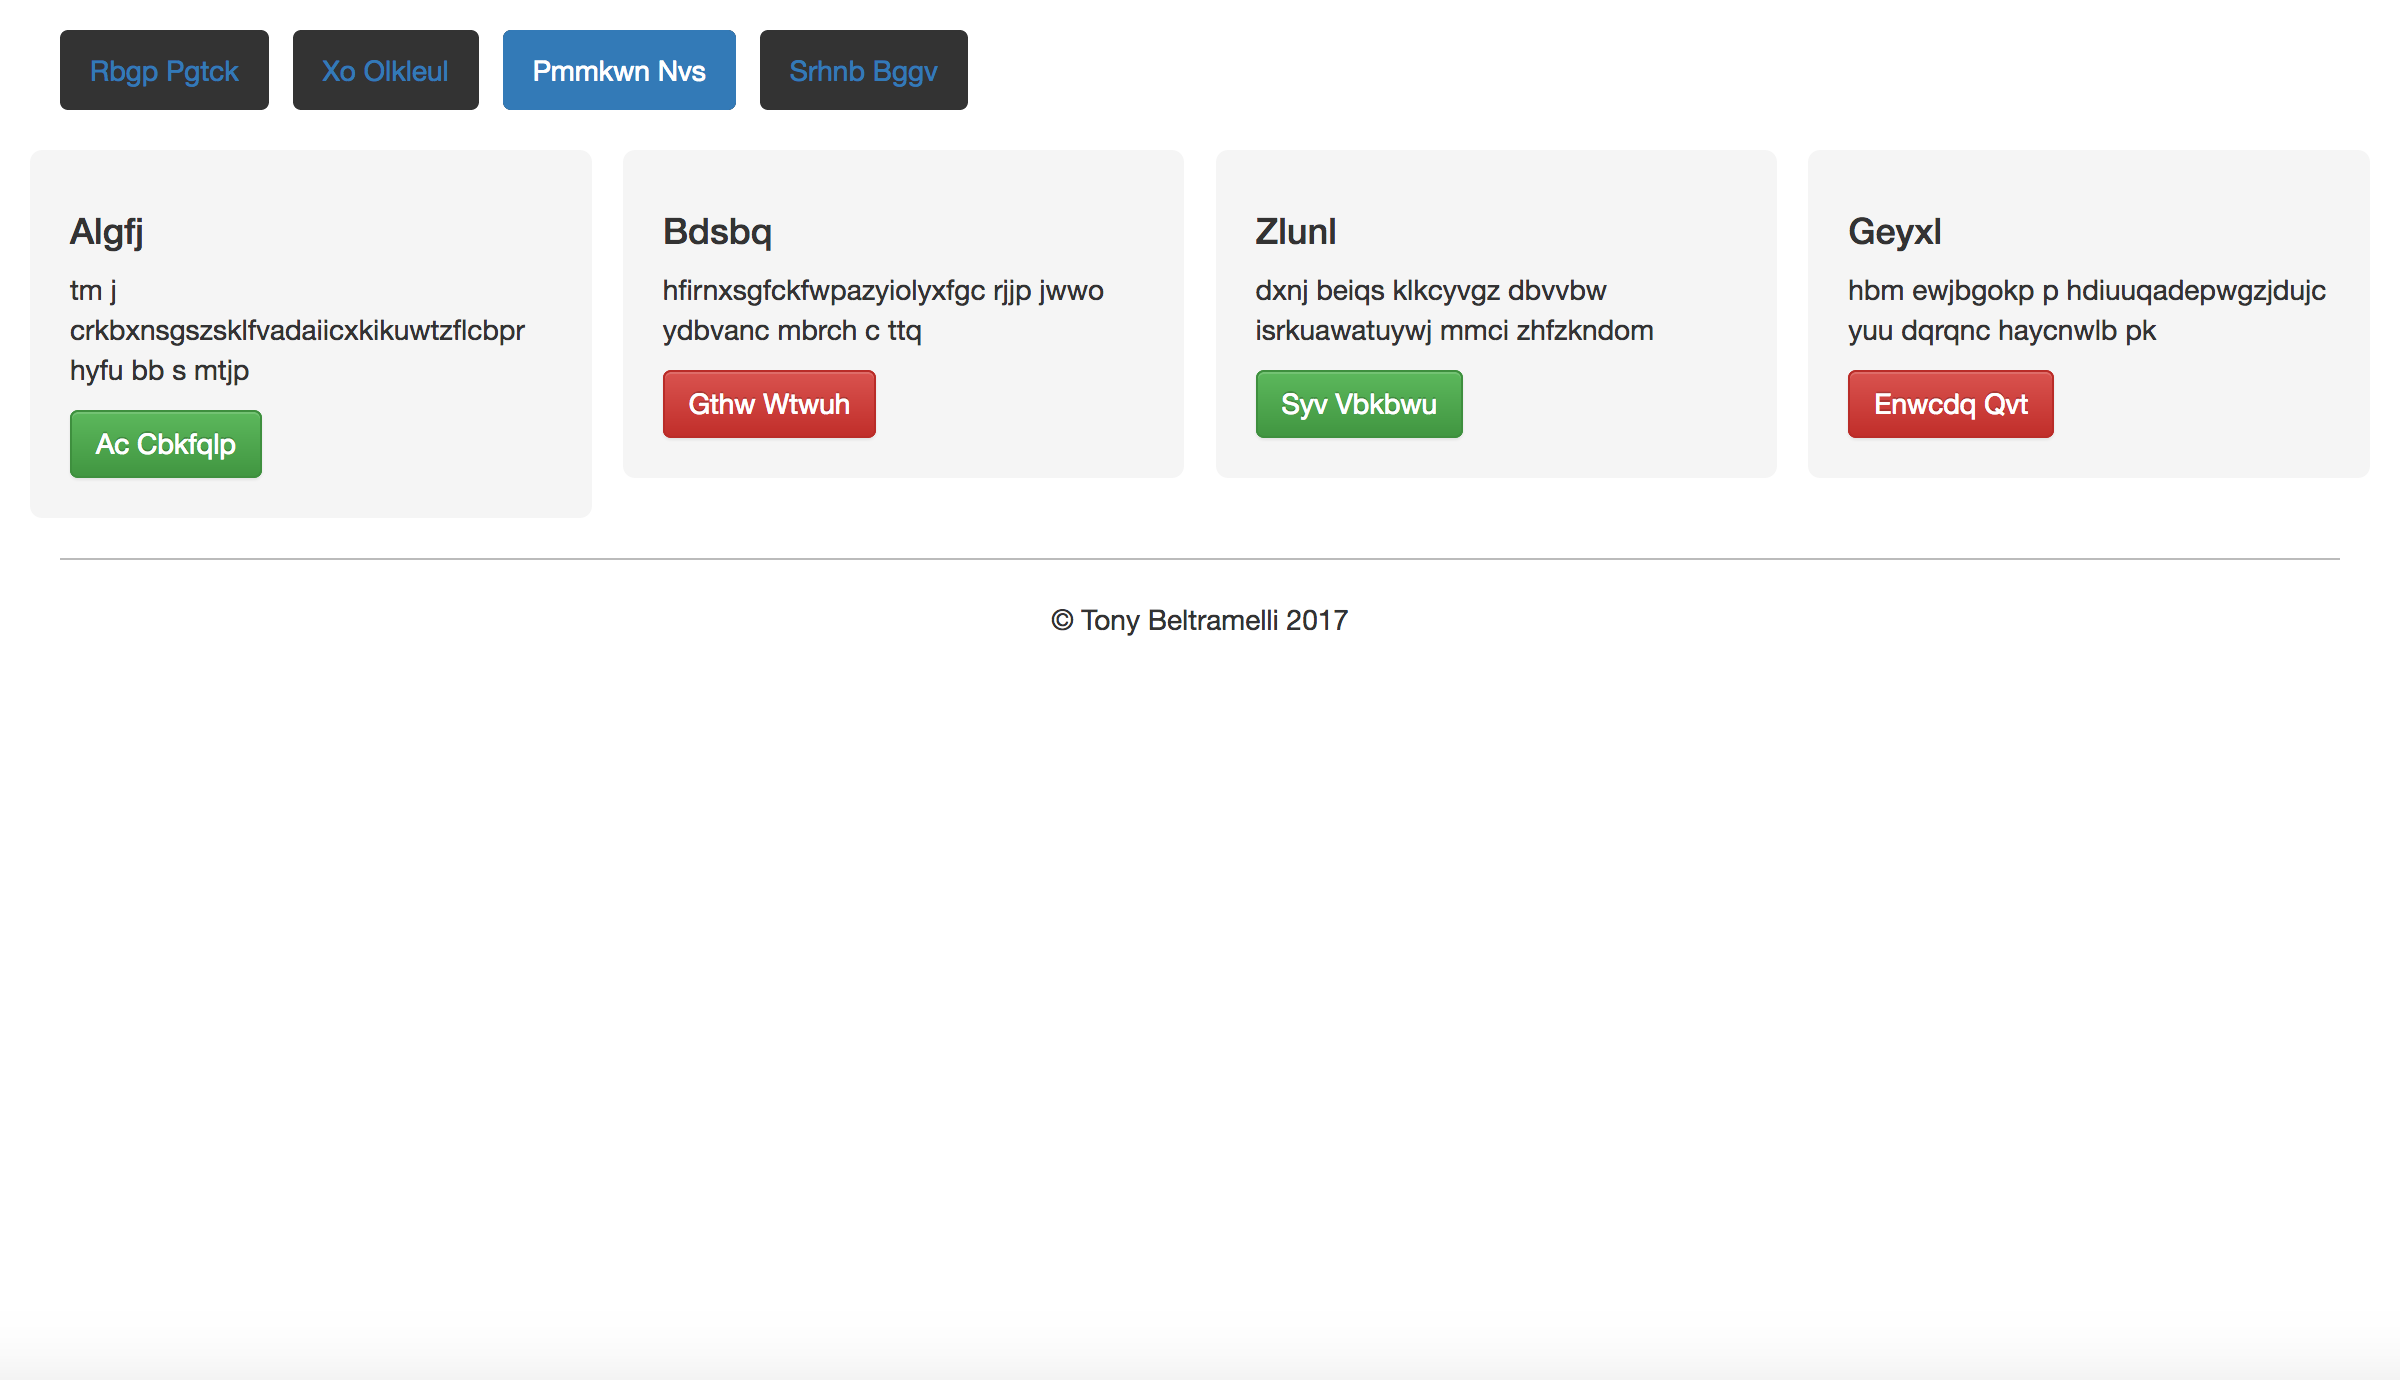 Rbgp Pgtck
Xo Olkleul
Pmmkwn Nvs
Srhnb Bggv
Algfj
tm j
crkbxnsgszsklfvadaiicxkikuwtzflcbpr
hyfu bb s mtjp
Ac Cbkfqlp
Bdsbq
hfirnxsgfckfwpazyiolyxfgc rjjp jwwo
ydbvanc mbrch c ttq
Gthw Wtwuh
Zlunl
dxnj beiqs klkcyvgz dbvvbw
isrkuawatuywj mmci zhfzkndom
Syv Vbkbwu
Geyxl
hbm ewjbgokp p hdiuuqadepwgzjdujc
yuu dqrqnc haycnwlb pk
Enwcdq Qvt
© Tony Beltramelli 2017